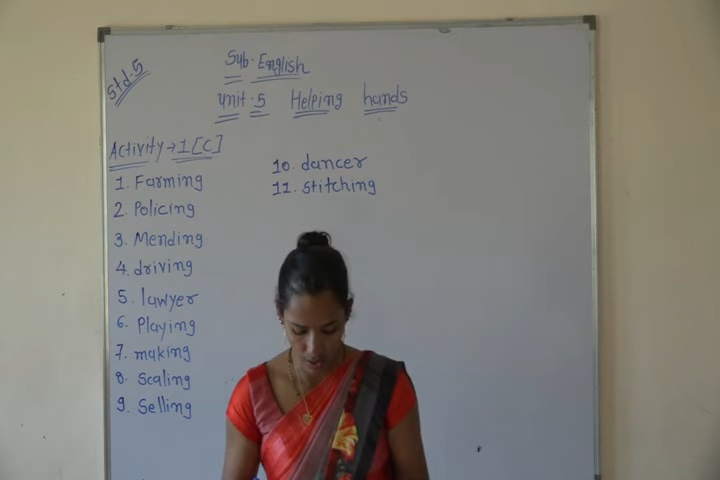 Std-5
Sub-English
Unit-5 Helping hands
Activity → 1 [C]
1. Farming
2. Policing
3. Mending
4. driving
5. lawyer
6. Playing
7. making
8. Scaling
9. Selling
10. dancer
11. Stitching